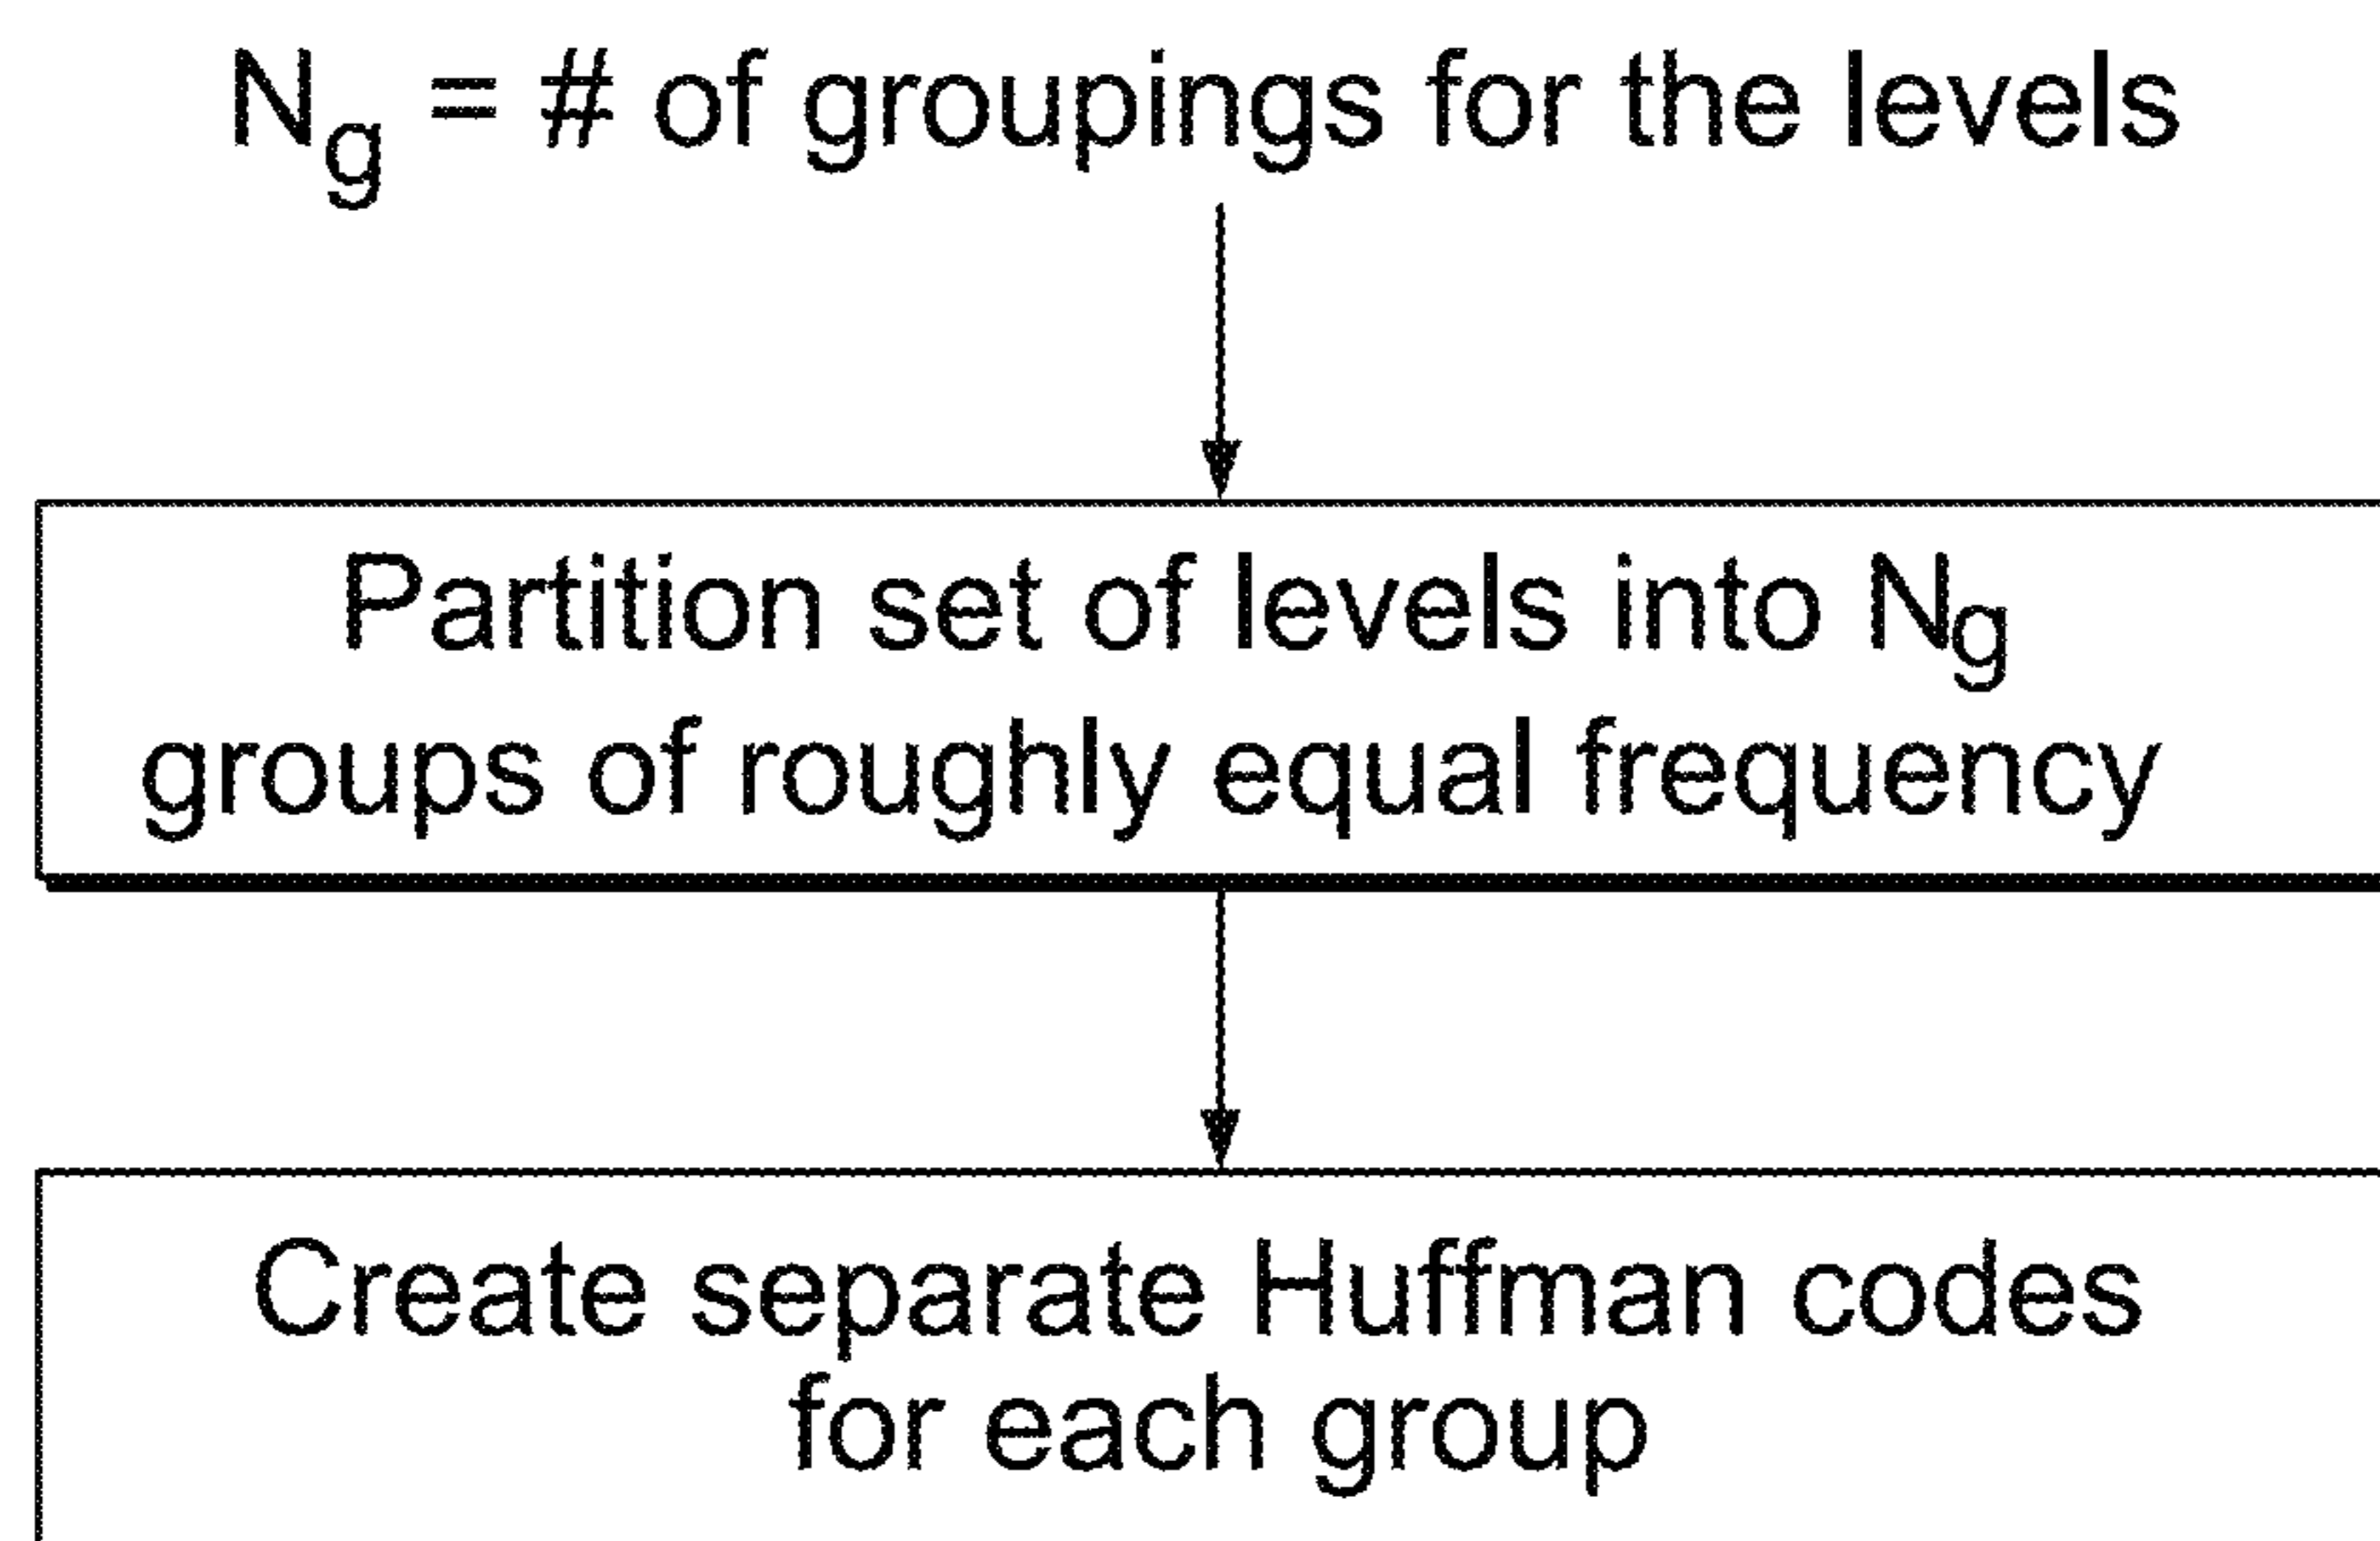 Ng = # of groupings for the levels
Partition set of levels into Ng
groups of roughly equal frequency
Create separate Huffman codes
for each group